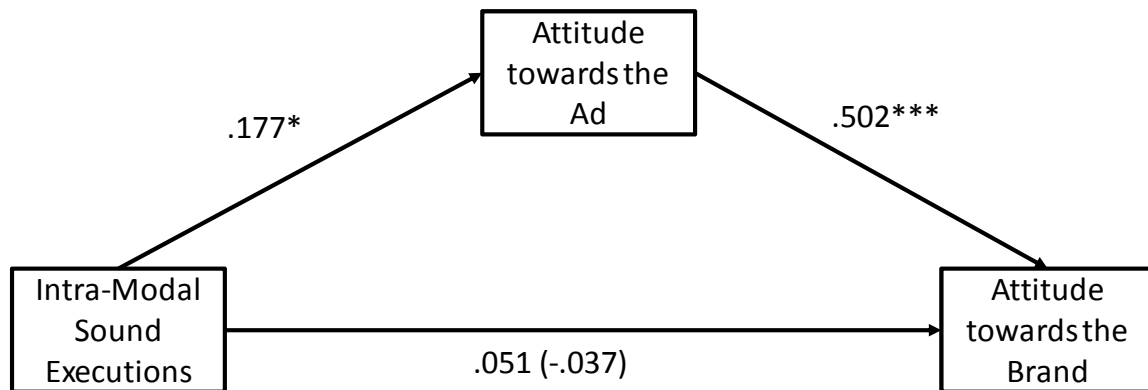 Attitude
towards the
Ad
.177*
.502***
Intra-Modal
Sound
Executions
.051 (-.037)
Attitude
towards the
Brand